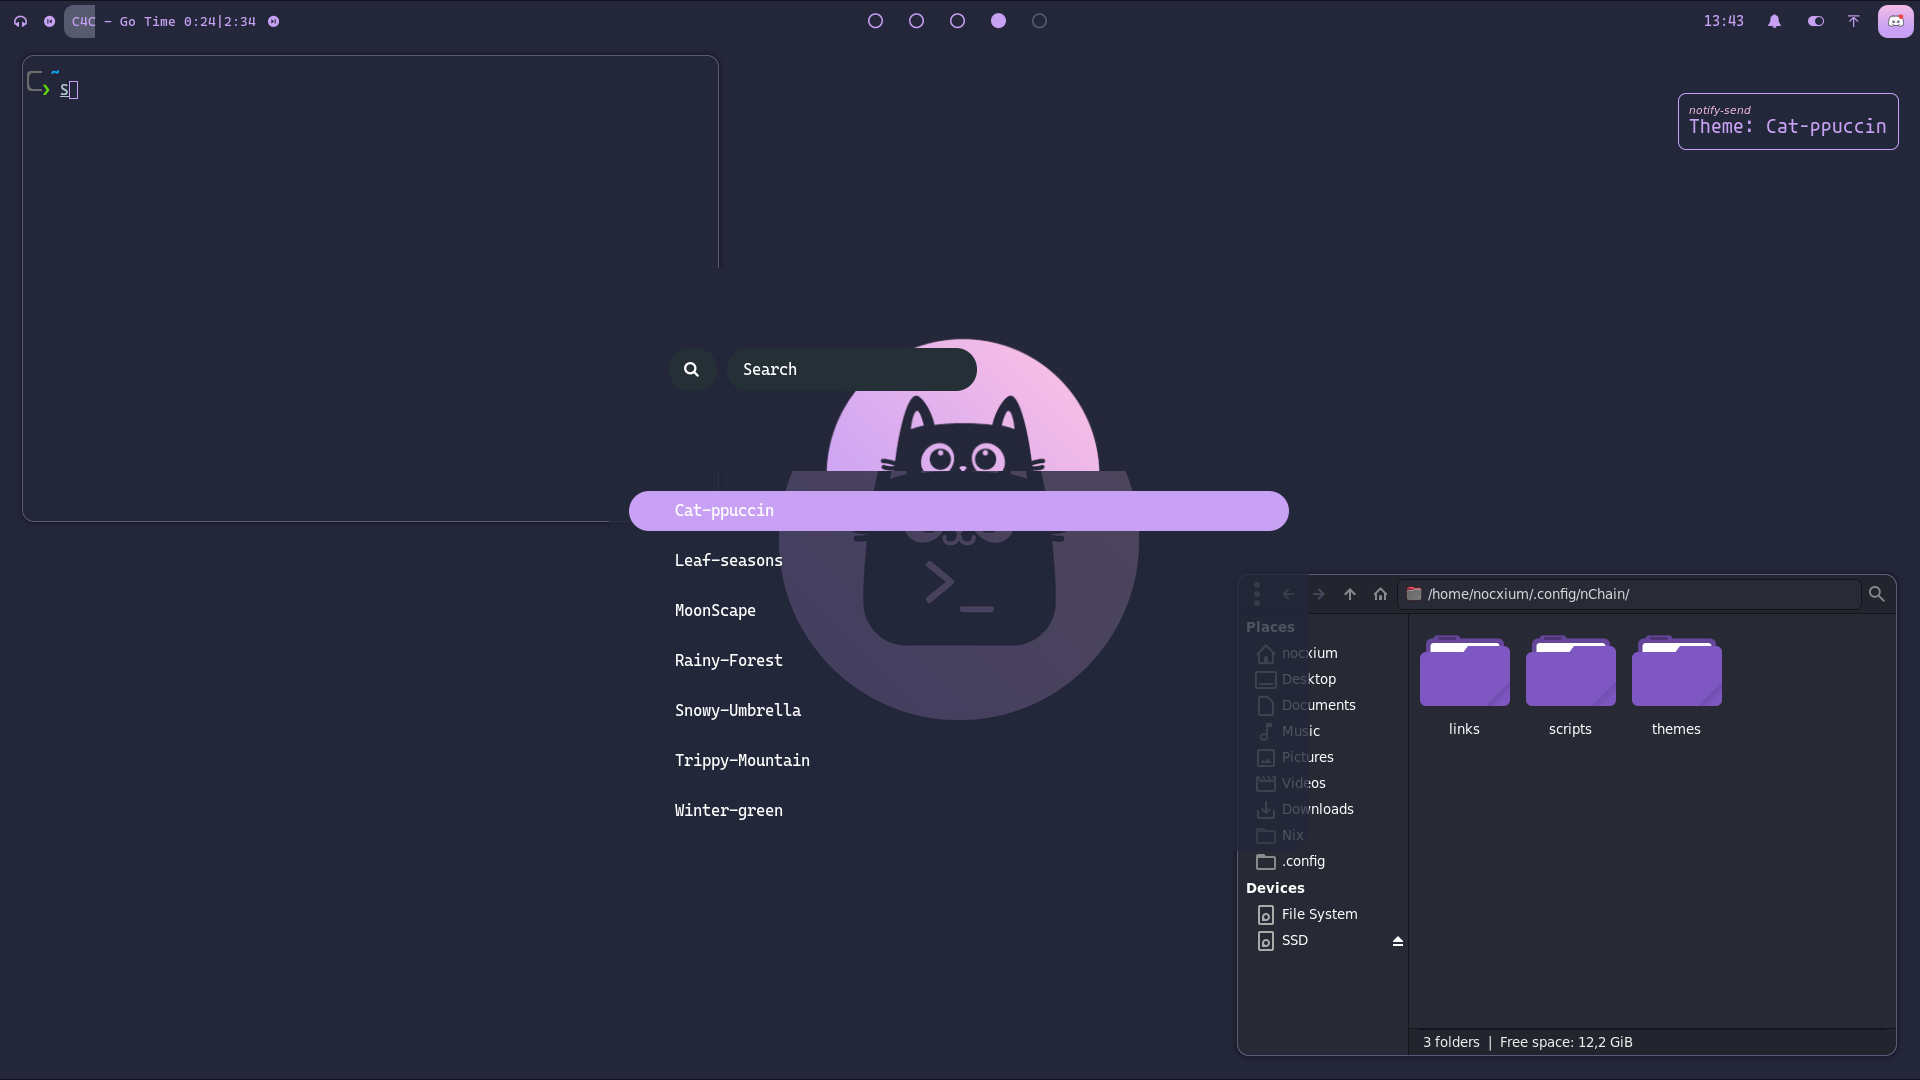 C4C – Go Time 0:24|2:34
13:43
~
❯ S
notify-send
Theme: Cat-ppuccin
Search
Cat-ppuccin
Leaf-seasons
MoonScape
Rainy-Forest
Snowy-Umbrella
Trippy-Mountain
Winter-green
>_
/home/nocxium/.config/nChain/
Places
nocxium
Desktop
Documents
Music
Pictures
Videos
Downloads
Nix
.config
Devices
File System
SSD
links
scripts
themes
3 folders | Free space: 12,2 GiB